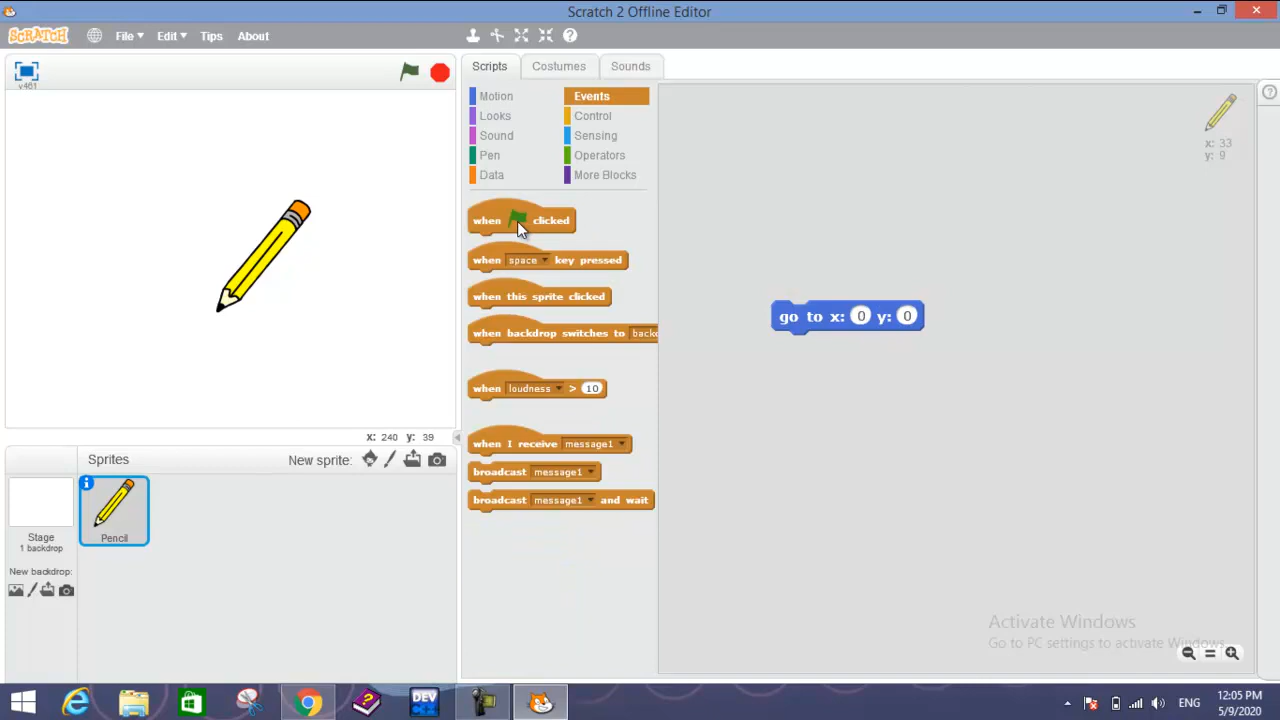 Scratch 2 Offline Editor
SCRATCH File Edit Tips About
v461
Scripts Costumes Sounds
Motion Events
Looks Control
Sound Sensing
Pen Operators
Data More Blocks
x: 33
y: 9
when clicked
when space key pressed
when this sprite clicked
when backdrop switches to backd
when loudness > 10
when I receive message1
broadcast message1
broadcast message1 and wait
go to x: 0 y: 0
x: 240 y: 39
Sprites New sprite:
Stage
1 backdrop
Pencil
New backdrop:
Activate Windows
Go to PC settings to activate Windows.
DEV
ENG
12:05 PM
5/9/2020